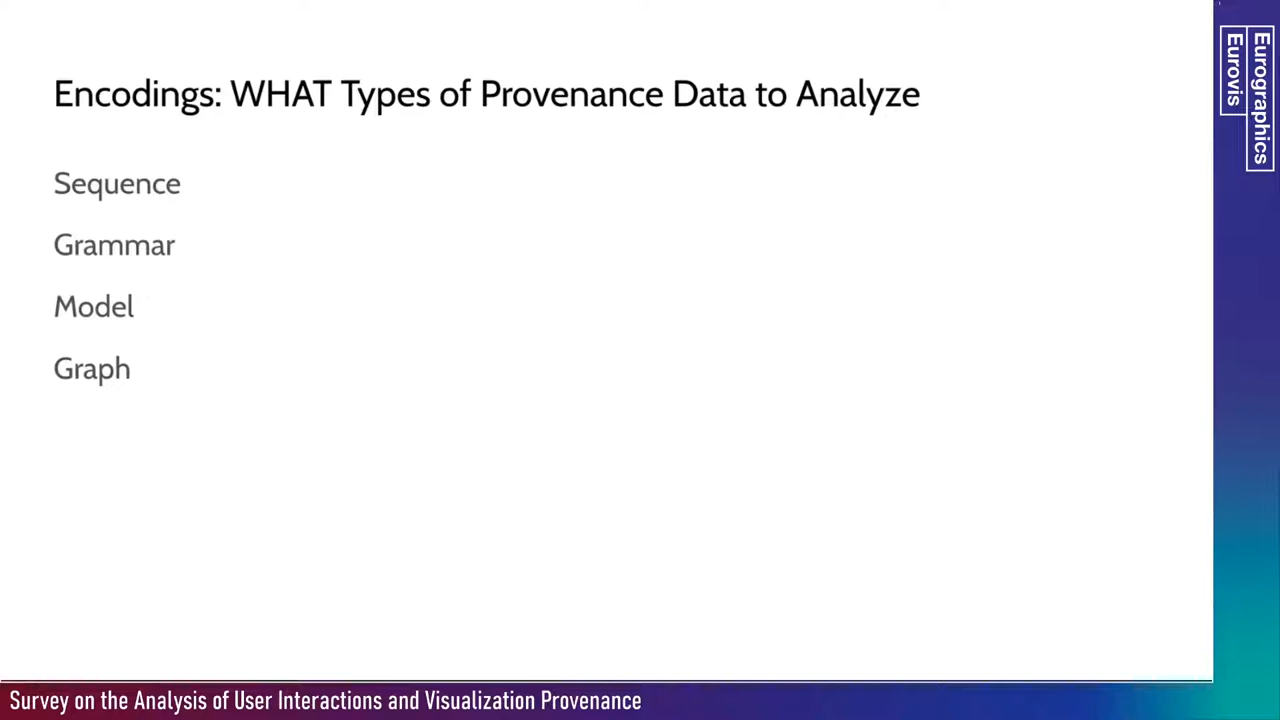 Encodings: WHAT Types of Provenance Data to Analyze
Sequence
Grammar
Model
Graph
Eurographics
Eurovis
Survey on the Analysis of User Interactions and Visualization Provenance